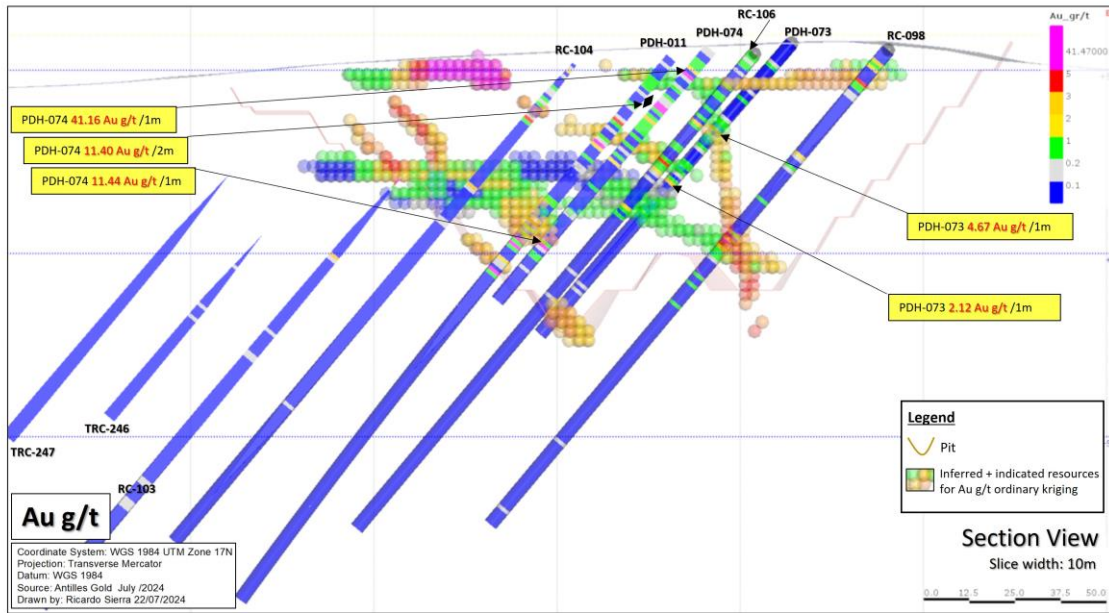 RC-106
RC-104
PDH-011
PDH-074
PDH-073
RC-098
Au_gr/t
41.47000
5
3
2
1
0.2
0.1
PDH-074 41.16 Au g/t /1m
PDH-074 11.40 Au g/t /2m
PDH-074 11.44 Au g/t /1m
PDH-073 4.67 Au g/t /1m
PDH-073 2.12 Au g/t /1m
TRC-246
TRC-247
RC-103
Legend
Pit
Inferred + indicated resources
for Au g/t ordinary kriging
Au g/t
Coordinate System: WGS 1984 UTM Zone 17N
Projection: Transverse Mercator
Datum: WGS 1984
Source: Antilles Gold July /2024
Drawn by: Ricardo Sierra 22/07/2024
Section View
Slice width: 10m
0.0 12.5 25.0 37.5 50.0